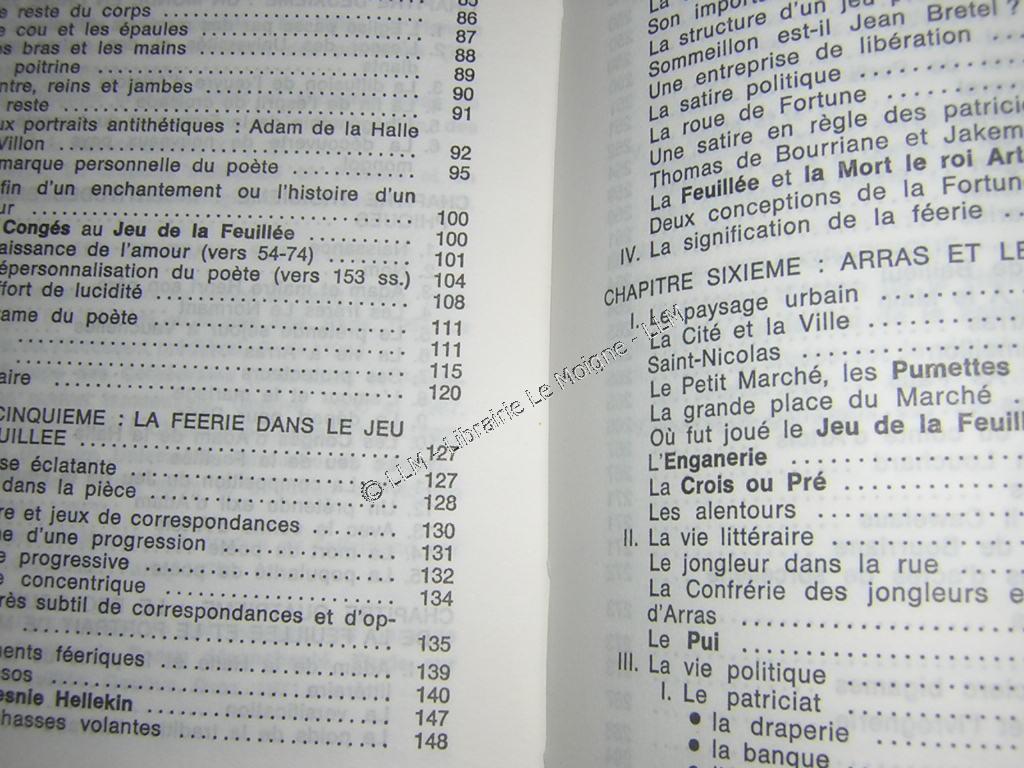 e reste du corps
86
e cou et les épaules 87
os bras et les mains 88
poitrine 89
ntre, reins et jambes 90
reste 91
ux portraits antithétiques : Adam de la Halle
Villon 92
marque personnelle du poète 95
fin d'un enchantement ou l'histoire d'un
ur 100
Congés au Jeu de la Feuillée 100
aissance de l'amour (vers 54-74) 101
épersonnalisation du poète (vers 153 ss.) 104
ffort de lucidité 108
rame du poète 111
111
115
aire 120
CINQUIEME : LA FEERIE DANS LE JEU
UILLEE 127
se éclatante 127
dans la pièce 128
re et jeux de correspondances 130
e d'une progression 131
e progressive 132
e concentrique 134
rès subtil de correspondances et d'op-
135
ments féeriques 139
sos 140
esnie Hellekin 147
chasses volantes 148
Son import
La structure d'un jeu
Sommeillon est-il Jean Bretel ?
Une entreprise de libération
La satire politique
La roue de Fortune
Une satire en règle des patricie
Thomas de Bourriane et Jakem
La Feuillée et la Mort le roi Art
Deux conceptions de la Fortun
IV. La signification de la féerie
CHAPITRE SIXIEME : ARRAS ET LE
I. Le paysage urbain
La Cité et la Ville
Saint-Nicolas
Le Petit Marché, les Pumettes
La grande place du Marché
Où fut joué le Jeu de la Feuill
L'Enganerie
La Crois ou Pré
Les alentours
II. La vie littéraire
Le jongleur dans la rue
La Confrérie des jongleurs e
d'Arras
Le Pui
III. La vie politique
I. Le patriciat
• la draperie
• la banque
© LLM - Librairie Le Moigne - LLM